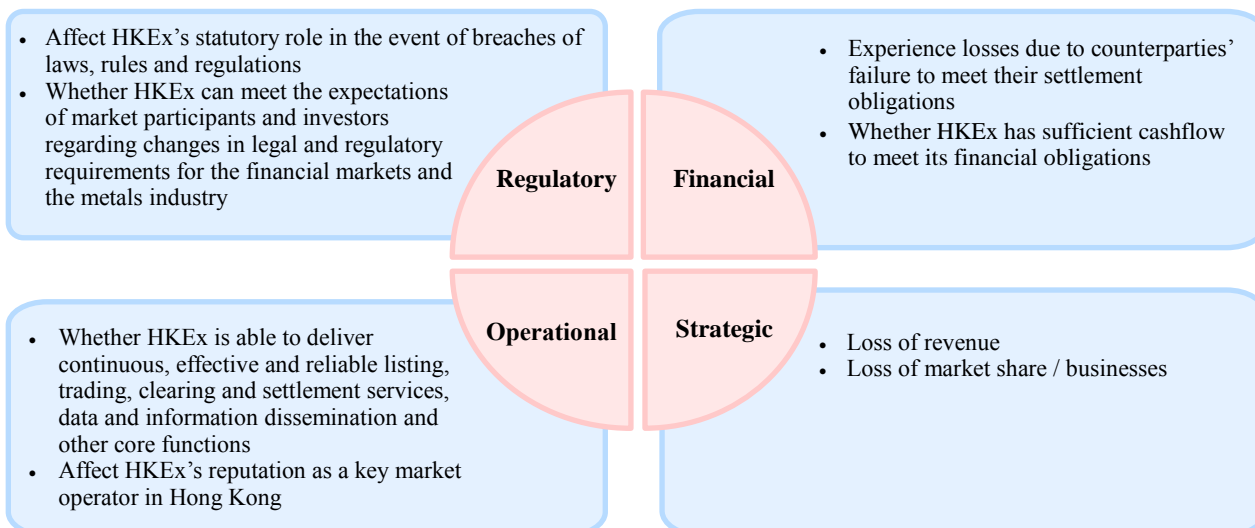 • Affect HKEx’s statutory role in the event of breaches of
laws, rules and regulations
• Whether HKEx can meet the expectations
of market participants and investors
regarding changes in legal and regulatory
requirements for the financial markets and
the metals industry
Regulatory
• Experience losses due to counterparties’
failure to meet their settlement
obligations
• Whether HKEx has sufficient cashflow
to meet its financial obligations
Financial
• Whether HKEx is able to deliver
continuous, effective and reliable listing,
trading, clearing and settlement services,
data and information dissemination and
other core functions
• Affect HKEx’s reputation as a key market
operator in Hong Kong
Operational
Strategic
• Loss of revenue
• Loss of market share / businesses